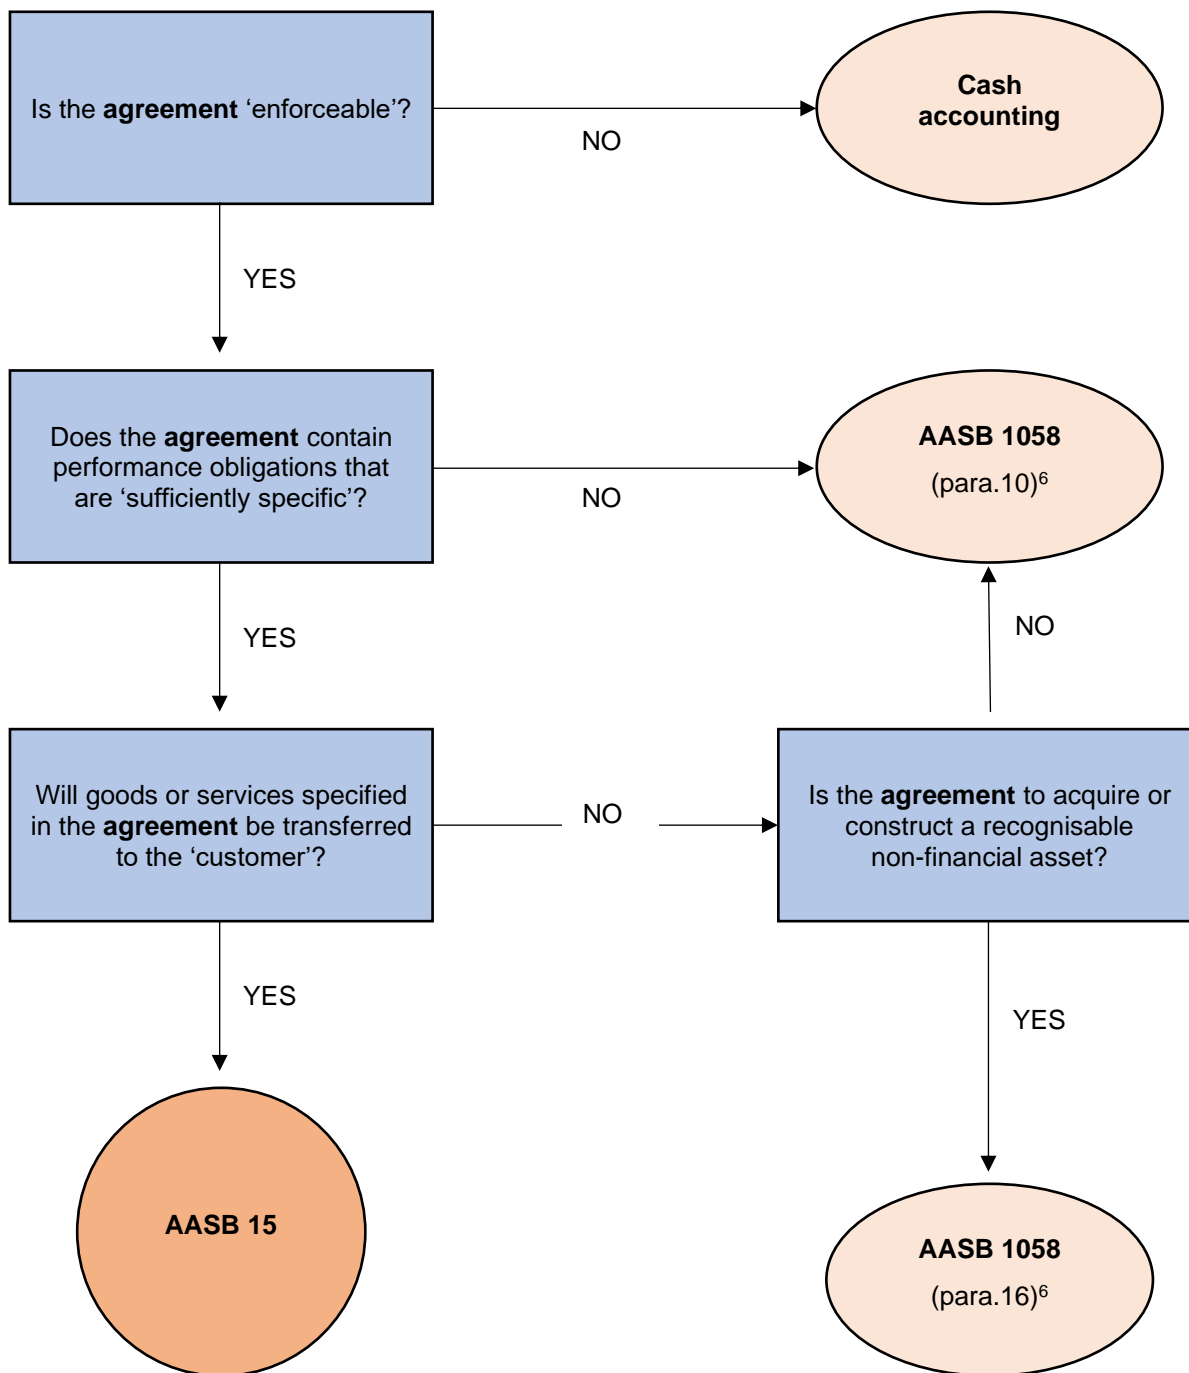 Is the agreement ‘enforceable’?
NO
Cash
accounting
YES
Does the agreement contain
performance obligations that
are ‘sufficiently specific’?
NO
AASB 1058
(para.10)⁶
YES
NO
Will goods or services specified
in the agreement be transferred
to the ‘customer’?
NO
Is the agreement to acquire or
construct a recognisable
non-financial asset?
YES
YES
AASB 15
AASB 1058
(para.16)⁶